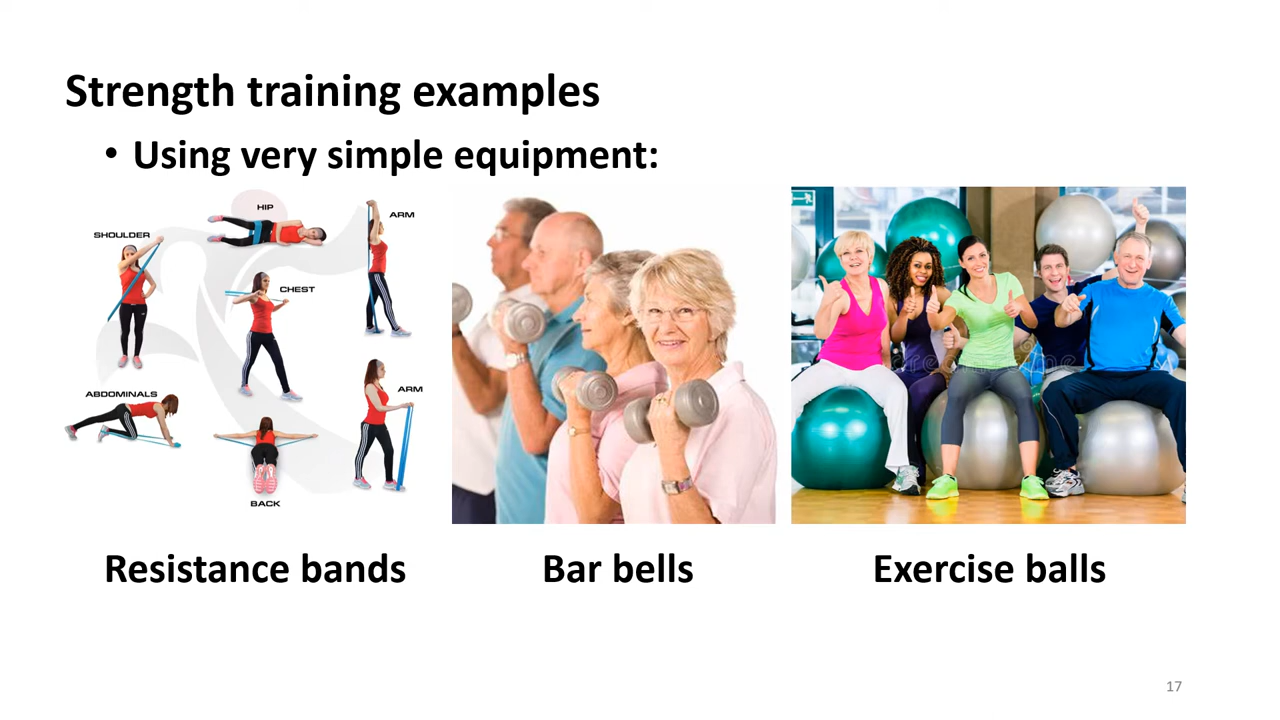 Strength training examples
• Using very simple equipment:
HIP
ARM
SHOULDER
CHEST
ABDOMINALS
ARM
BACK
dreamstime
Resistance bands
Bar bells
Exercise balls
17